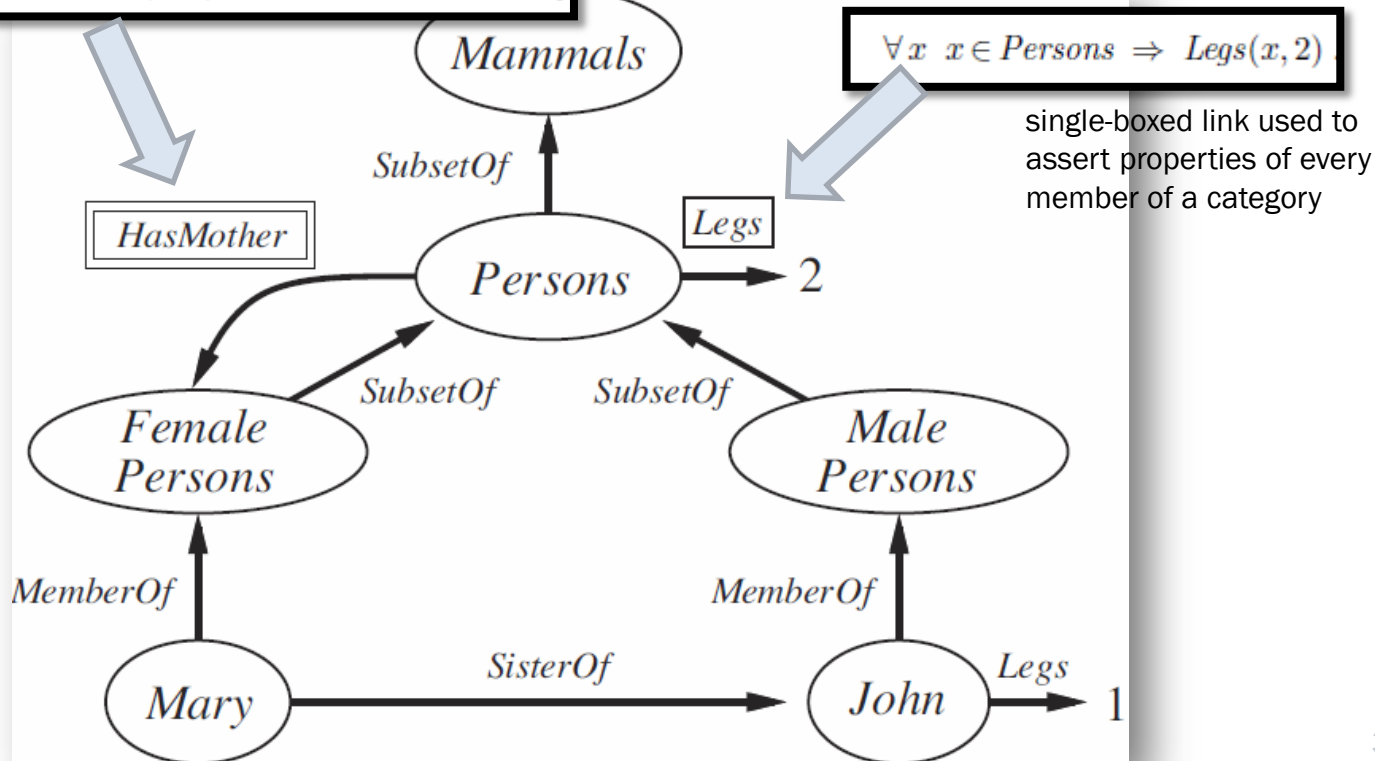 Mammals
∀x x ∈ Persons ⇒ Legs(x, 2) .
single-boxed link used to
assert properties of every
member of a category
SubsetOf
HasMother
Legs
Persons
2
SubsetOf
SubsetOf
Female
Persons
Male
Persons
MemberOf
MemberOf
SisterOf
Legs
Mary
John
1